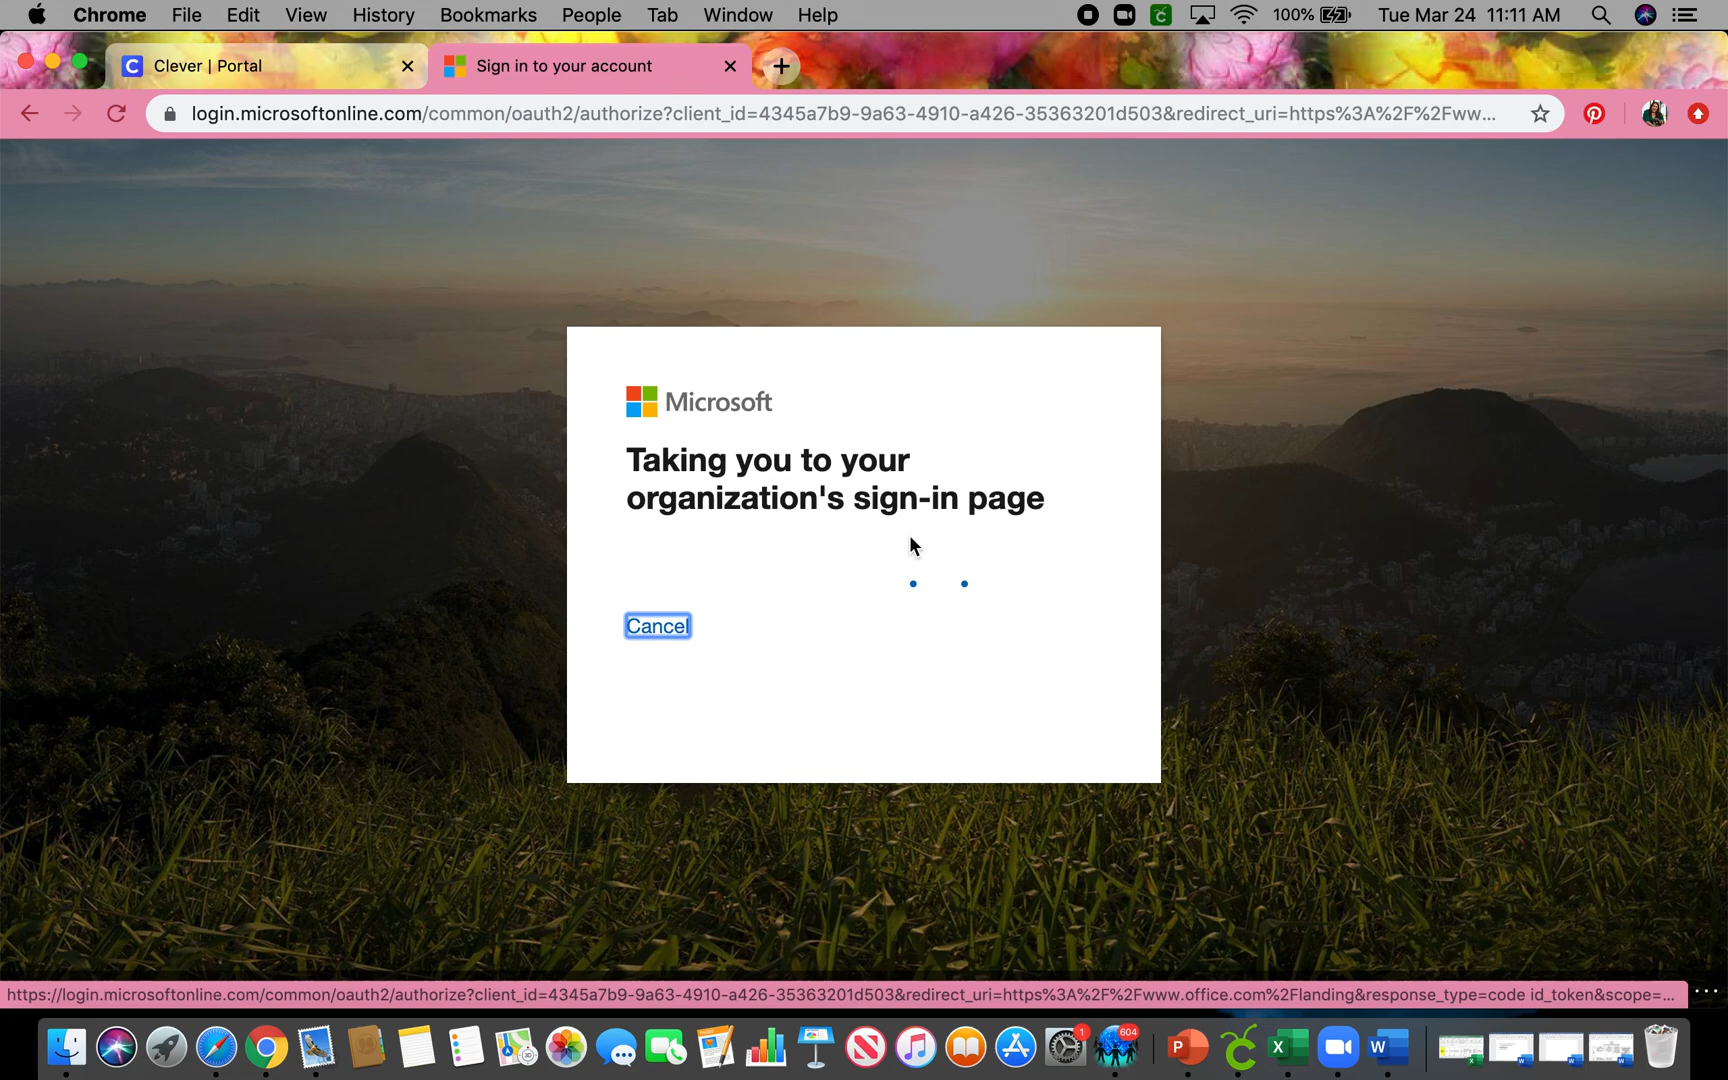 Chrome File Edit View History Bookmarks People Tab Window Help 100% Tue Mar 24 11:11 AM
Clever | Portal
Sign in to your account
login.microsoftonline.com/common/oauth2/authorize?client_id=4345a7b9-9a63-4910-a426-35363201d503&redirect_uri=https%3A%2F%2Fww...
Microsoft
Taking you to your
organization's sign-in page
Cancel
https://login.microsoftonline.com/common/oauth2/authorize?client_id=4345a7b9-9a63-4910-a426-35363201d503&redirect_uri=https%3A%2F%2Fwww.office.com%2Flanding&response_type=code id_token&scope=...
1
604